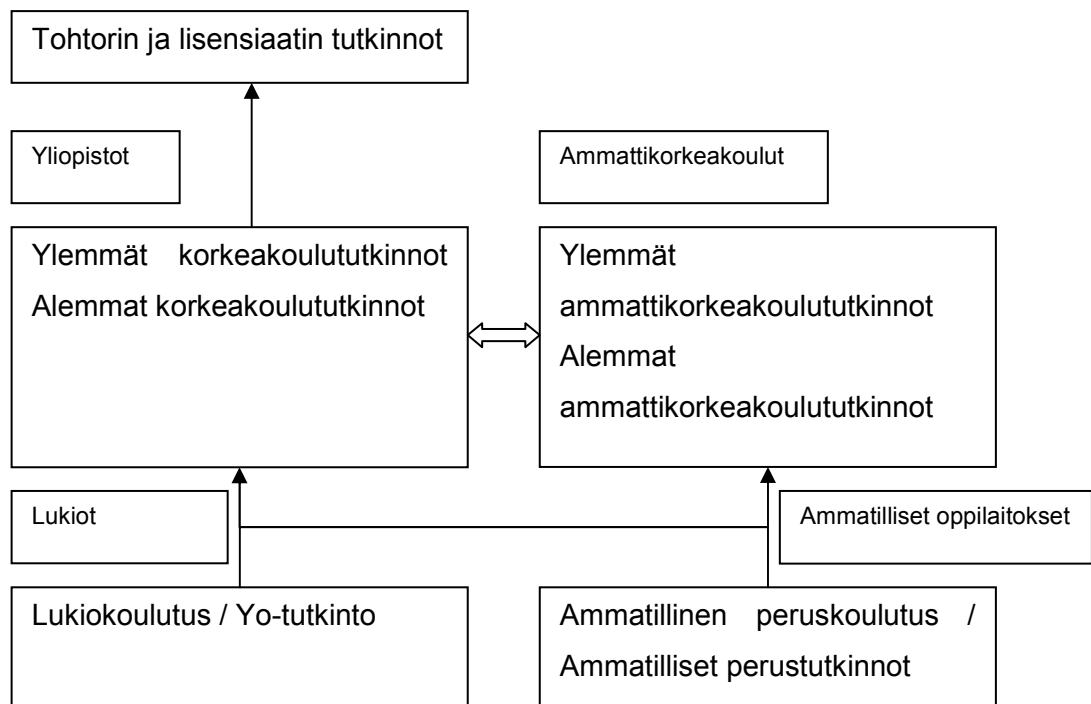 Tohtorin ja lisensiaatin tutkinnot
Yliopistot
Ammattikorkeakoulut
Ylemmät korkeakoulututkinnot
Alemmat korkeakoulututkinnot
Ylemmät
ammattikorkeakoulututkinnot
Alemmat
ammattikorkeakoulututkinnot
Lukiot
Ammatilliset oppilaitokset
Lukiokoulutus / Yo-tutkinto
Ammatillinen peruskoulutus /
Ammatilliset perustutkinnot